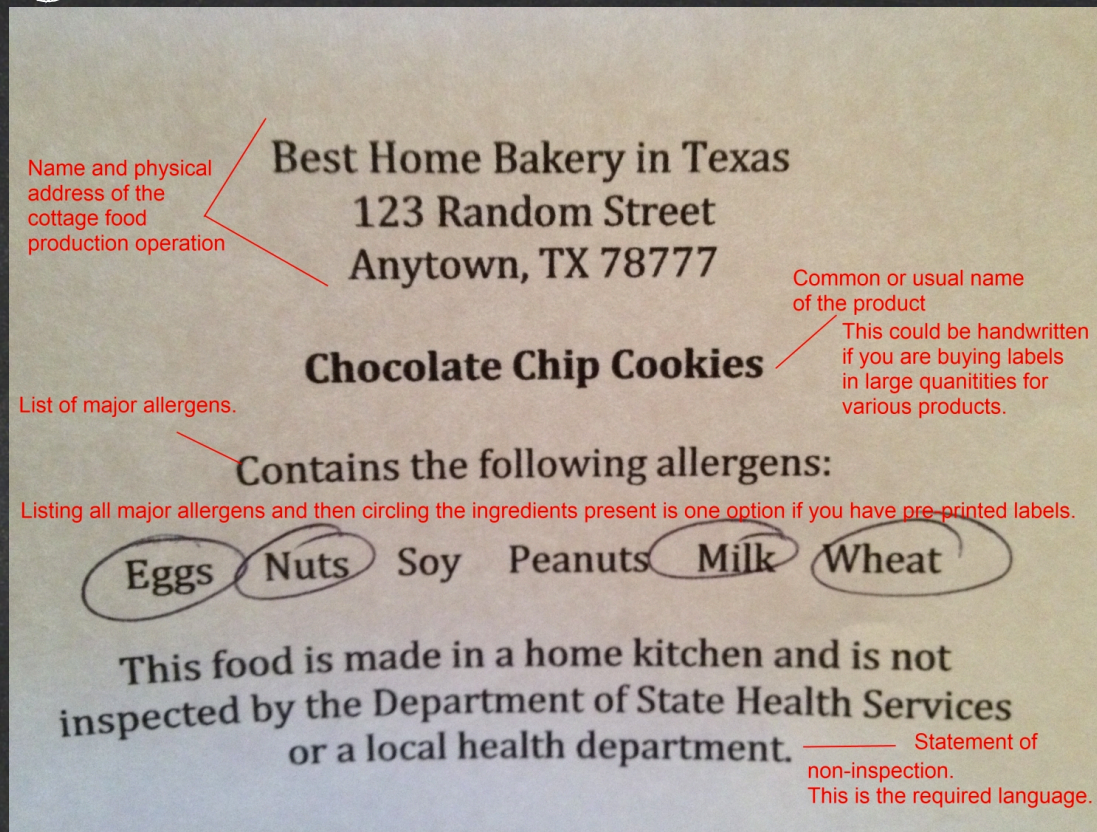 Best Home Bakery in Texas
123 Random Street
Anytown, TX 78777
Name and physical
address of the
cottage food
production operation
Common or usual name
of the product
This could be handwritten
if you are buying labels
in large quanitities for
various products.
Chocolate Chip Cookies
List of major allergens.
Contains the following allergens:
Listing all major allergens and then circling the ingredients present is one option if you have pre-printed labels.
Eggs Nuts Soy Peanuts Milk Wheat
This food is made in a home kitchen and is not
inspected by the Department of State Health Services
or a local health department.
Statement of
non-inspection.
This is the required language.